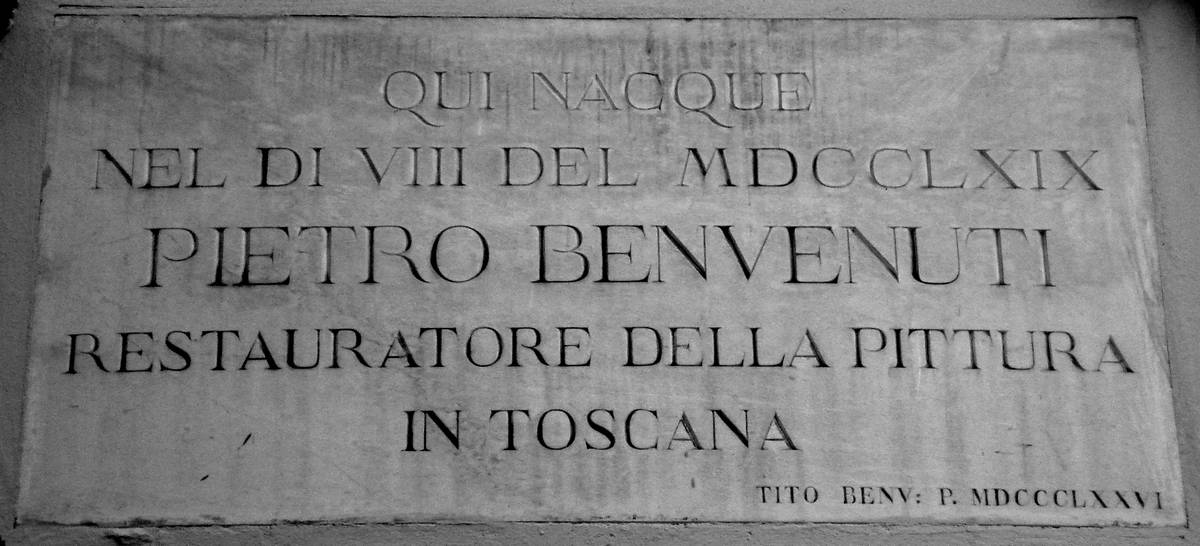 QUI NACQUE
NEL DI VIII DEL MDCCLXIX
PIETRO BENVENUTI
RESTAURATORE DELLA PITTURA
IN TOSCANA
TITO BENV: P. MDCCCLXXVI